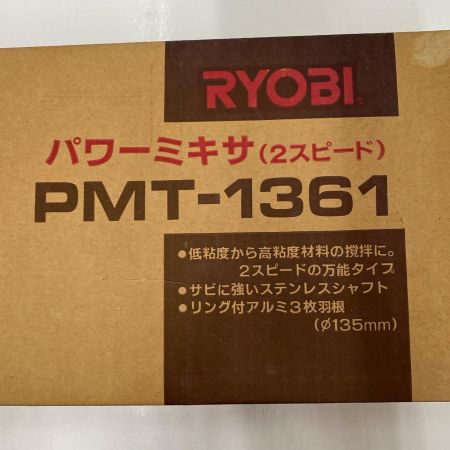 RYOBI
パワーミキサ(2スピード)
PMT-1361
●低粘度から高粘度材料の撹拌に。
2スピードの万能タイプ
●サビに強いステンレスシャフト
●リング付アルミ3枚羽根
(Ø135mm)